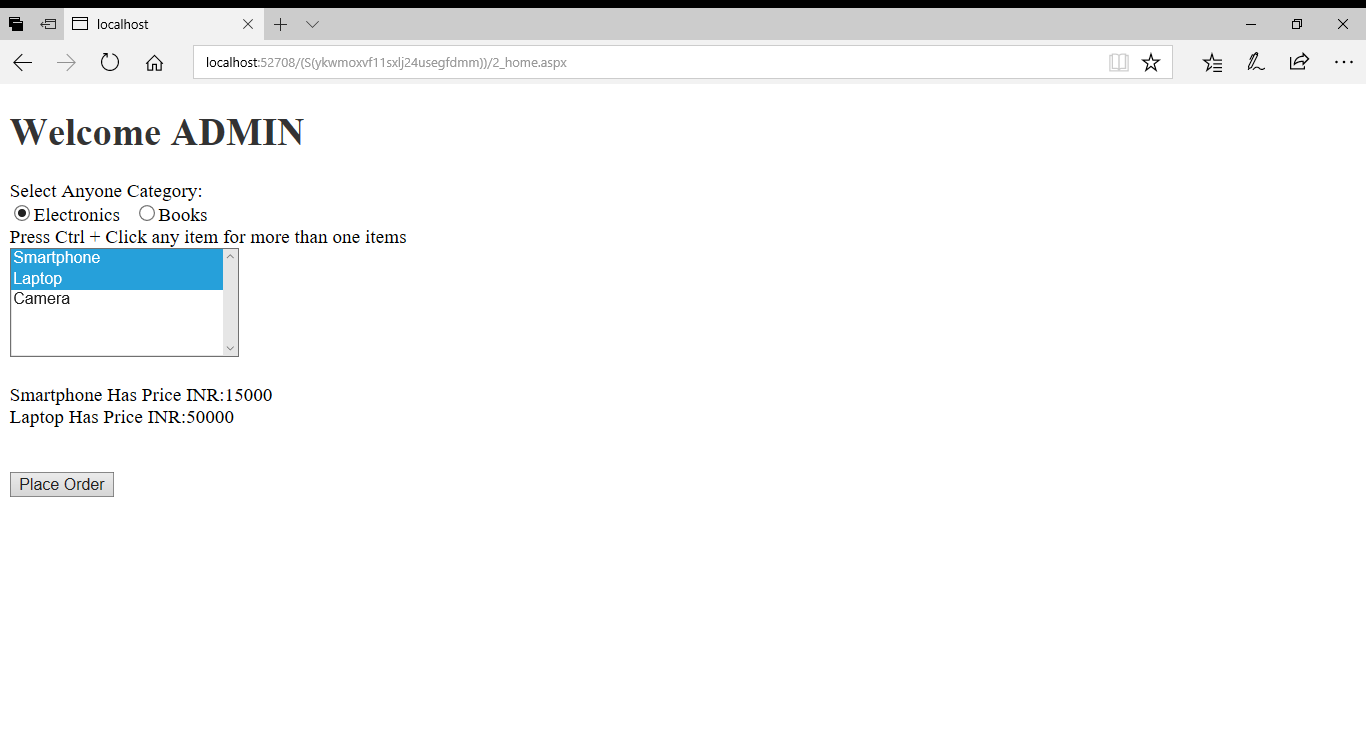 localhost
localhost:52708/(S(ykwmoxvf11sxlj24usegfdmm))/2_home.aspx
Welcome ADMIN
Select Anyone Category:
Electronics Books
Press Ctrl + Click any item for more than one items
Smartphone
Laptop
Camera
Smartphone Has Price INR:15000
Laptop Has Price INR:50000
Place Order